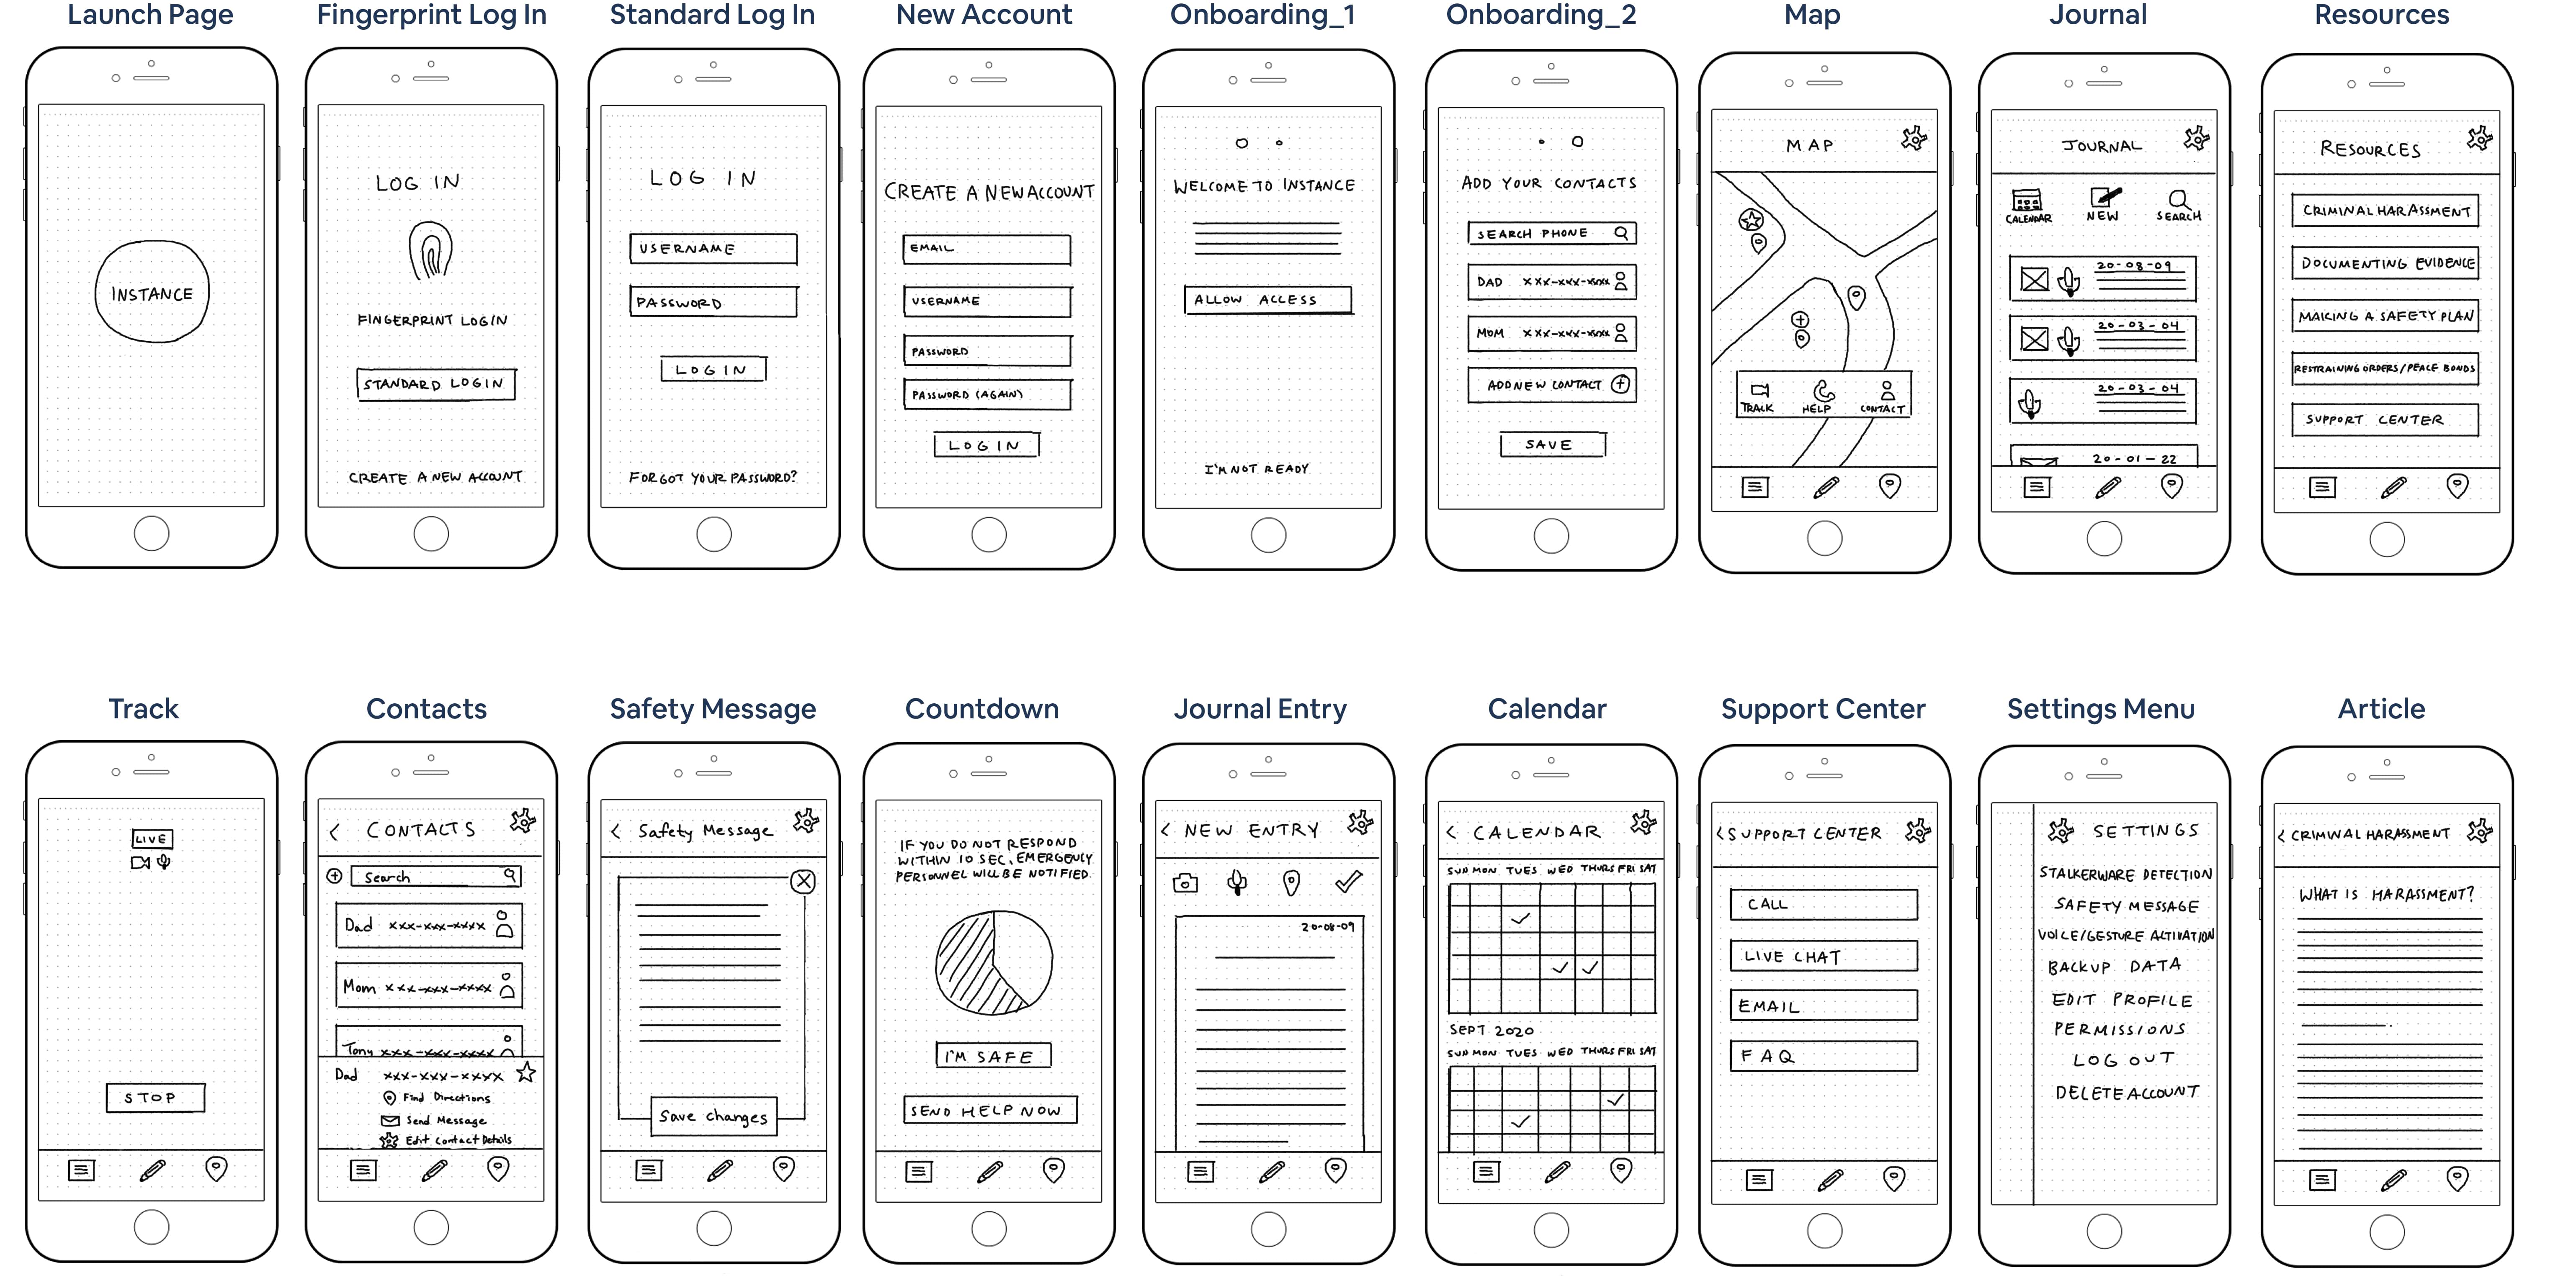 Launch Page
INSTANCE
Fingerprint Log In
LOG IN
FINGERPRINT LOGIN
STANDARD LOGIN
CREATE A NEW ACCOUNT
Standard Log In
LOG IN
USERNAME
PASSWORD
LOGIN
FORGOT YOUR PASSWORD?
New Account
CREATE A NEW ACCOUNT
EMAIL
USERNAME
PASSWORD
PASSWORD (AGAIN)
LOGIN
Onboarding_1
WELCOME TO INSTANCE
ALLOW ACCESS
I'M NOT READY
Onboarding_2
ADD YOUR CONTACTS
SEARCH PHONE
DAD xxx-xxx-xxxx
MOM xxx-xxx-xxxx
ADD NEW CONTACT
SAVE
Map
MAP
TRACK HELP CONTACT
Journal
JOURNAL
CALENDAR NEW SEARCH
20-08-09
20-03-04
20-03-04
20-01-22
Resources
RESOURCES
CRIMINAL HARASSMENT
DOCUMENTING EVIDENCE
MAKING A SAFETY PLAN
RESTRAINING ORDERS/PEACE BONDS
SUPPORT CENTER
Track
LIVE
STOP
Contacts
< CONTACTS
Search
Dad xxx-xxx-xxxx
Mom xxx-xxx-xxxx
Tony xxx-xxx-xxxx
Dad xxx-xxx-xxxx
Find Directions
Send Message
Edit Contact Details
Safety Message
< Safety Message
Save changes
Countdown
IF YOU DO NOT RESPOND
WITHIN 10 SEC, EMERGENCY
PERSONNEL WILL BE NOTIFIED.
I'M SAFE
SEND HELP NOW
Journal Entry
< NEW ENTRY
20-08-09
Calendar
< CALENDAR
SUN MON TUES WED THURS FRI SAT
SEPT 2020
SUN MON TUES WED THURS FRI SAT
Support Center
< SUPPORT CENTER
CALL
LIVE CHAT
EMAIL
FAQ
Settings Menu
SETTINGS
STALKERWARE DETECTION
SAFETY MESSAGE
VOICE/GESTURE ACTIVATION
BACKUP DATA
EDIT PROFILE
PERMISSIONS
LOG OUT
DELETE ACCOUNT
Article
< CRIMINAL HARASSMENT
WHAT IS HARASSMENT?